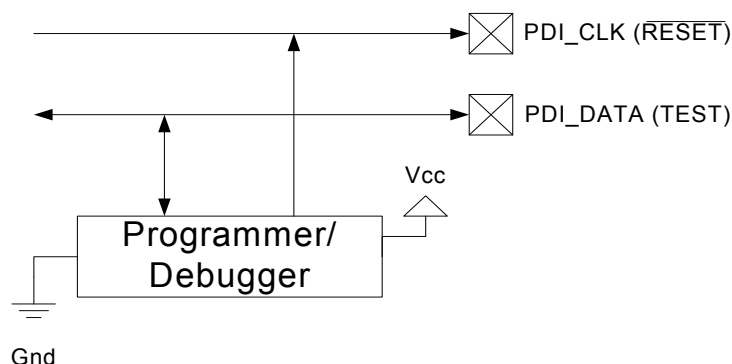 PDI_CLK (RESET)
PDI_DATA (TEST)
Vcc
Programmer/
Debugger
Gnd